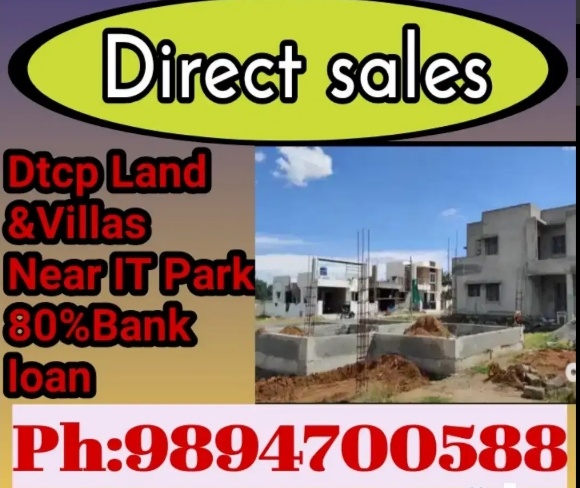 Direct sales
Dtcp Land
&Villas
Near IT Park
80%Bank
loan
Ph:9894700588